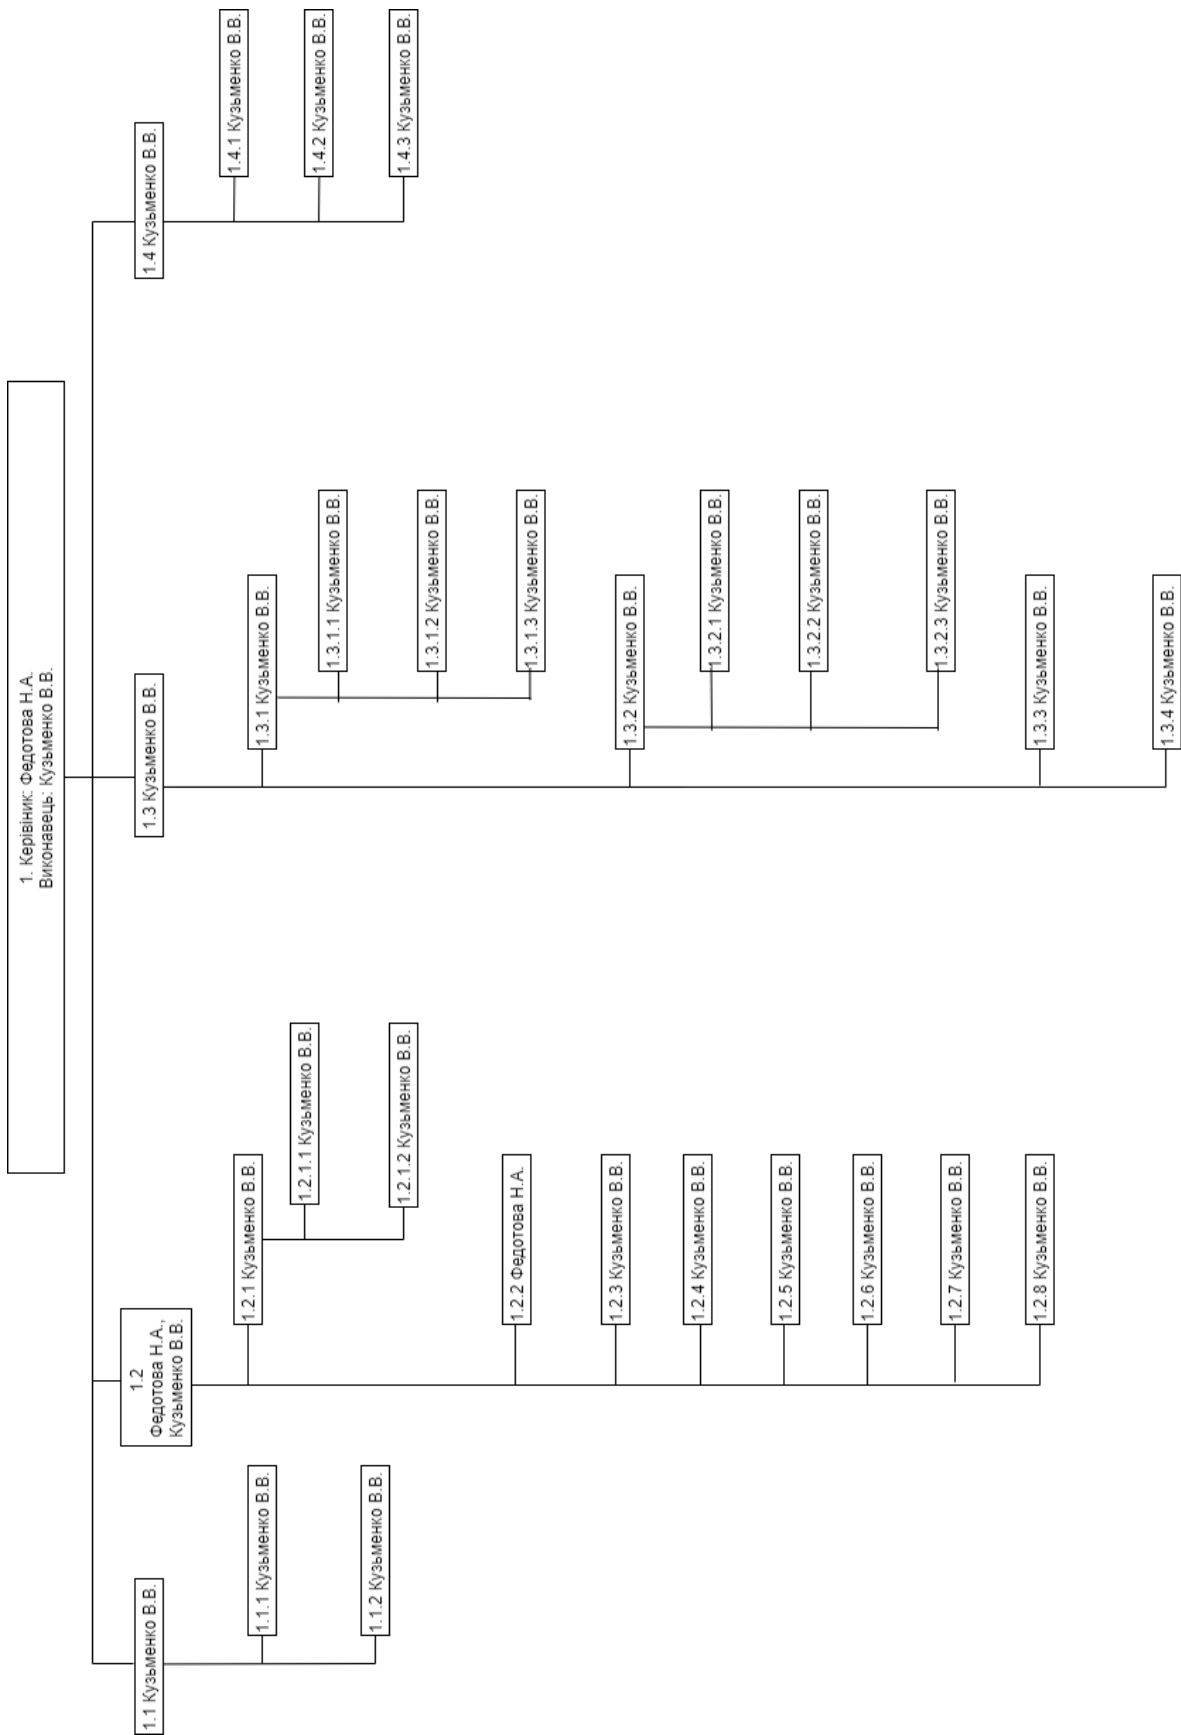 1. Керівник: Федотова Н.А.
Виконавець: Кузьменко В.В.
1.1 Кузьменко В.В.
1.1.1 Кузьменко В.В.
1.1.2 Кузьменко В.В.
1.2
Федотова Н.А.,
Кузьменко В.В.
1.2.1 Кузьменко В.В.
1.2.1.1 Кузьменко В.В.
1.2.1.2 Кузьменко В.В.
1.2.2 Федотова Н.А.
1.2.3 Кузьменко В.В.
1.2.4 Кузьменко В.В.
1.2.5 Кузьменко В.В.
1.2.6 Кузьменко В.В.
1.2.7 Кузьменко В.В.
1.2.8 Кузьменко В.В.
1.3 Кузьменко В.В.
1.3.1 Кузьменко В.В.
1.3.1.1 Кузьменко В.В.
1.3.1.2 Кузьменко В.В.
1.3.1.3 Кузьменко В.В.
1.3.2 Кузьменко В.В.
1.3.2.1 Кузьменко В.В.
1.3.2.2 Кузьменко В.В.
1.3.2.3 Кузьменко В.В.
1.3.3 Кузьменко В.В.
1.3.4 Кузьменко В.В.
1.4 Кузьменко В.В.
1.4.1 Кузьменко В.В.
1.4.2 Кузьменко В.В.
1.4.3 Кузьменко В.В.